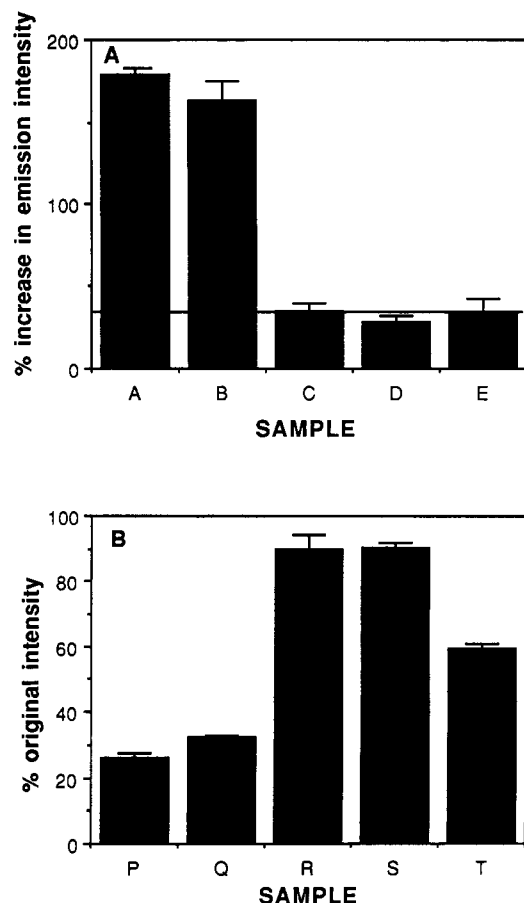 A
% increase in emission intensity
200
100
0
A B C D E
SAMPLE
B
% original intensity
100
80
60
40
20
0
P Q R S T
SAMPLE